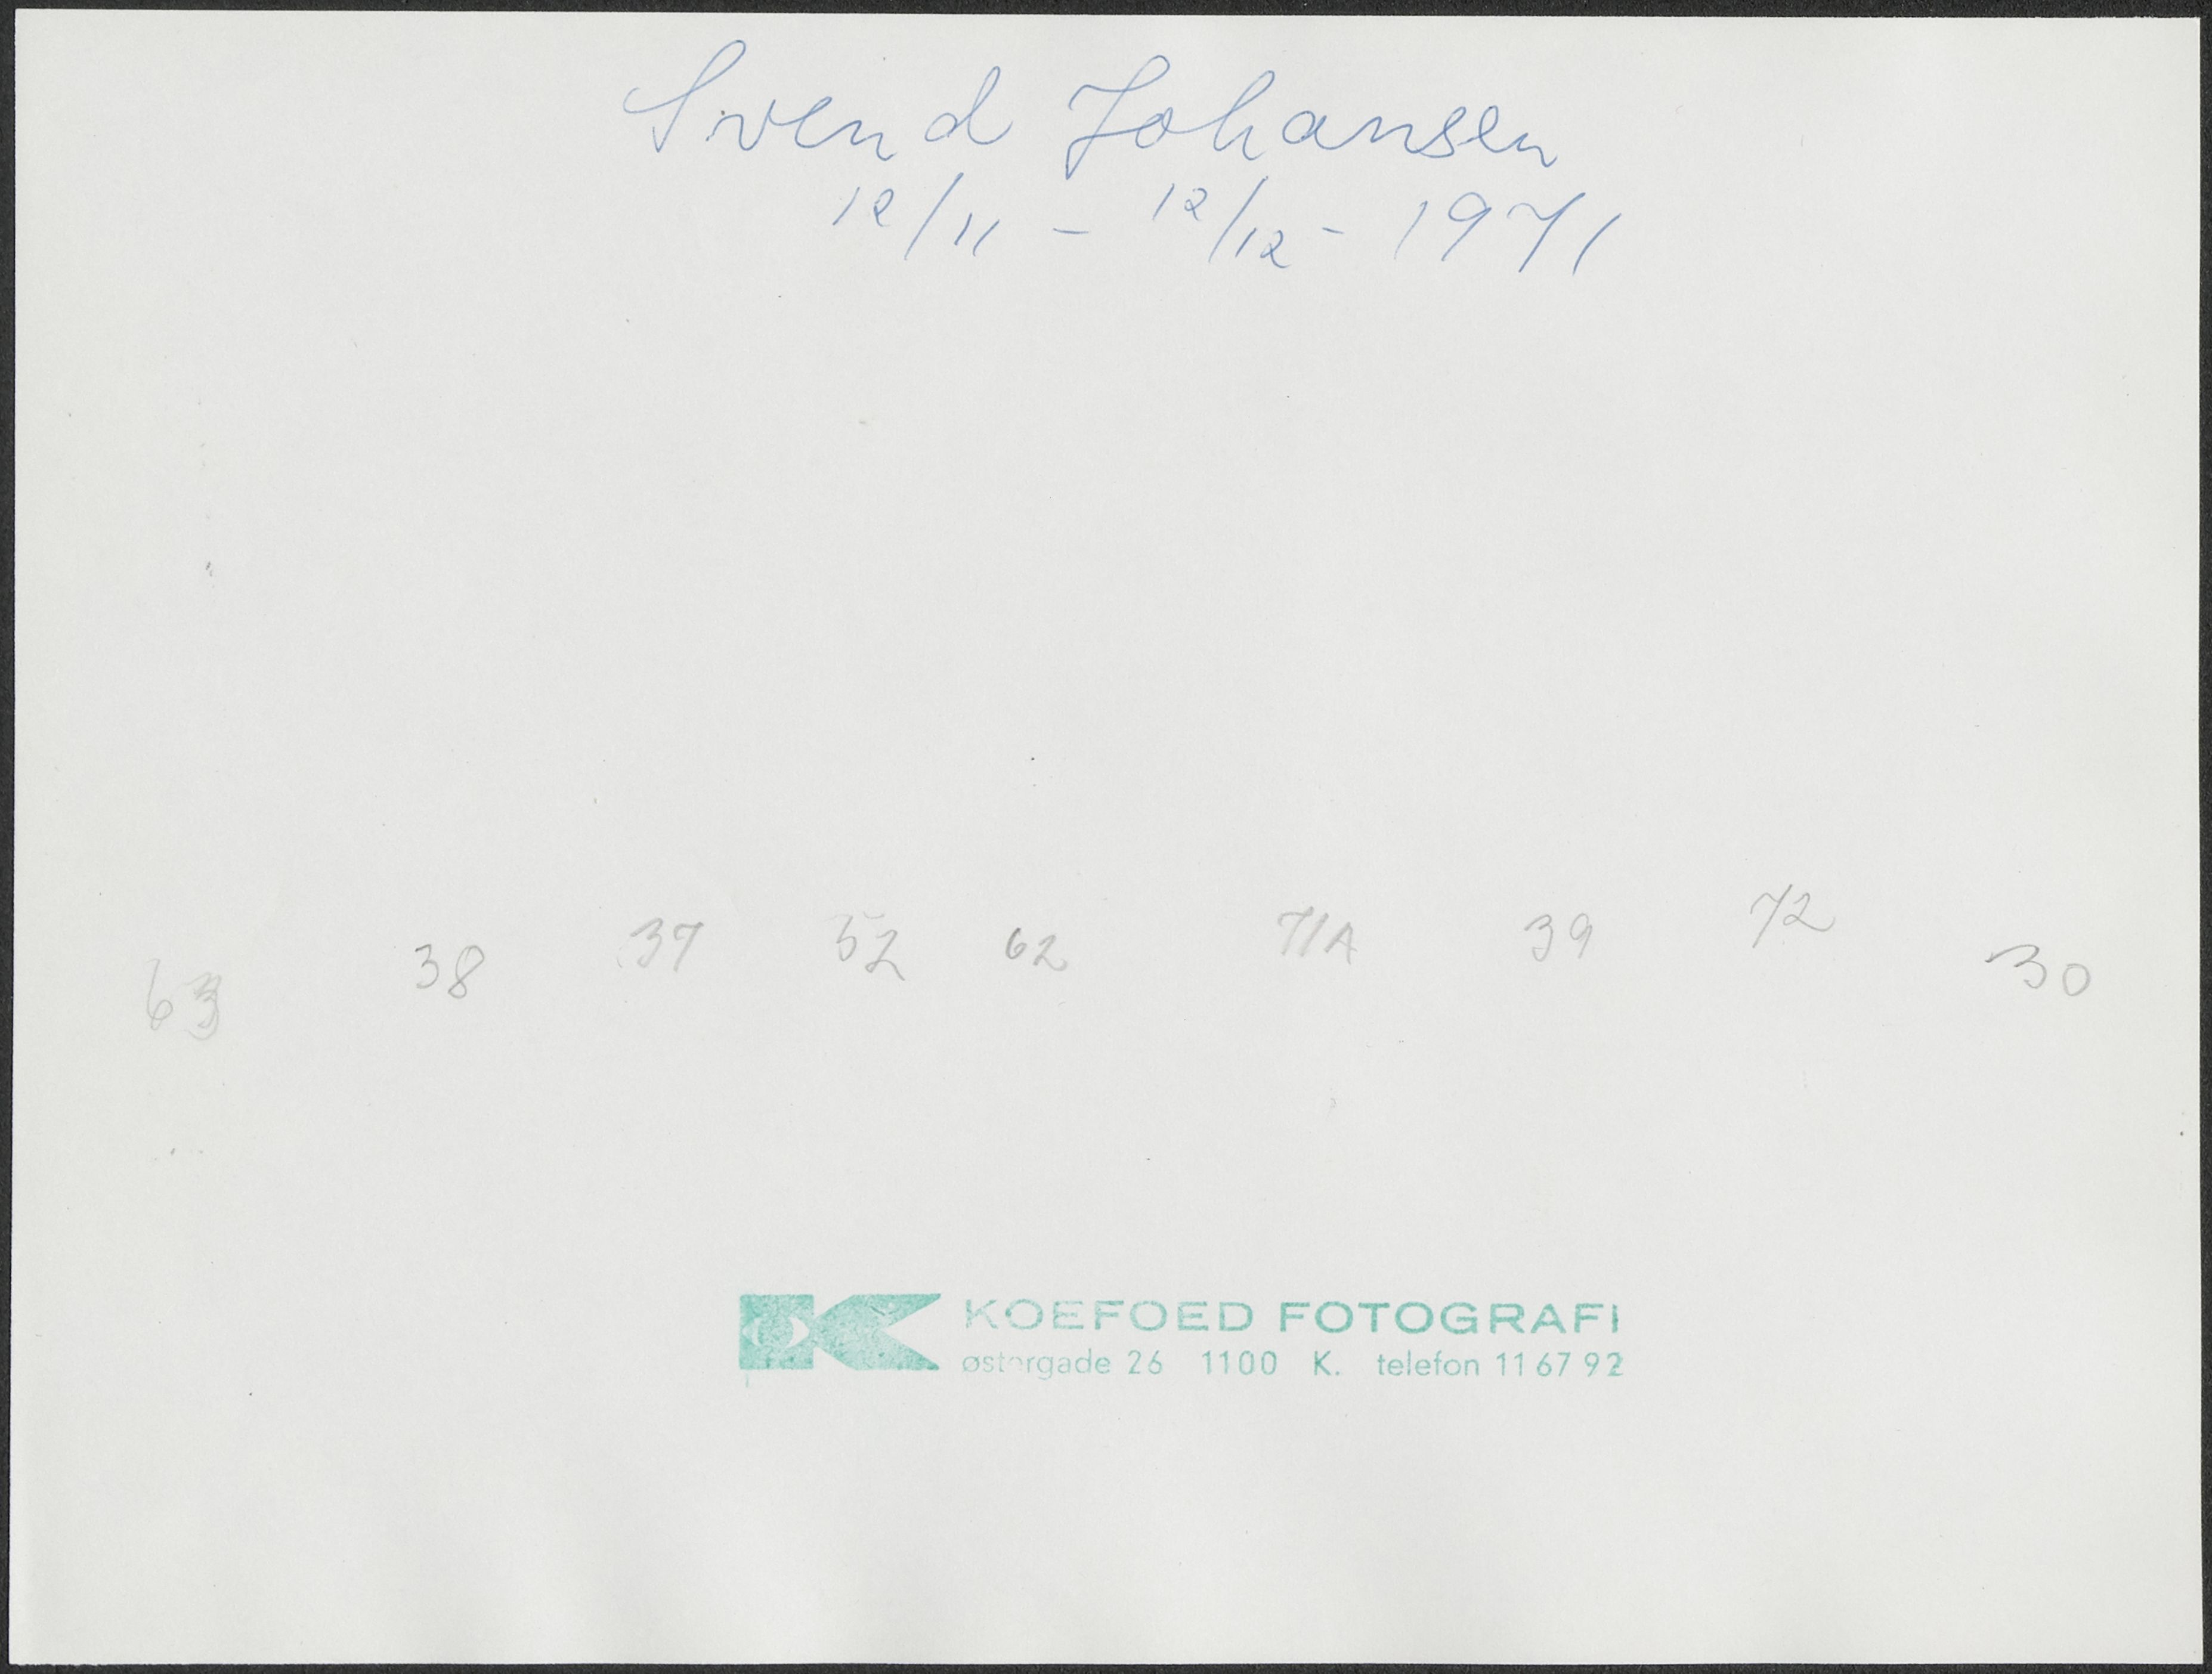 Svend Johansen
12/11 - 12/12 - 1971
63 38 37 52 62 71A 39 72 30
KOEFOED FOTOGRAFI
østergade 26 1100 K. telefon 11 67 92